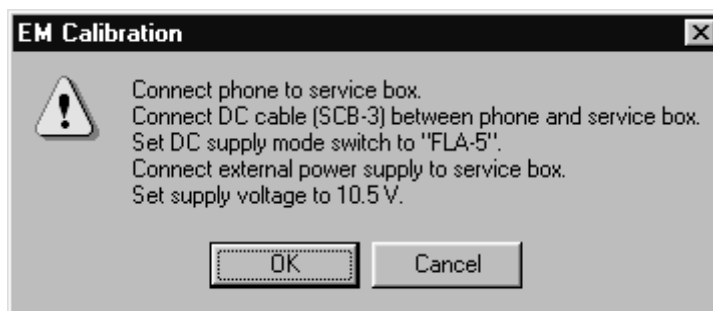 EM Calibration
Connect phone to service box.
Connect DC cable (SCB-3) between phone and service box.
Set DC supply mode switch to "FLA-5".
Connect external power supply to service box.
Set supply voltage to 10.5 V.
OK
Cancel